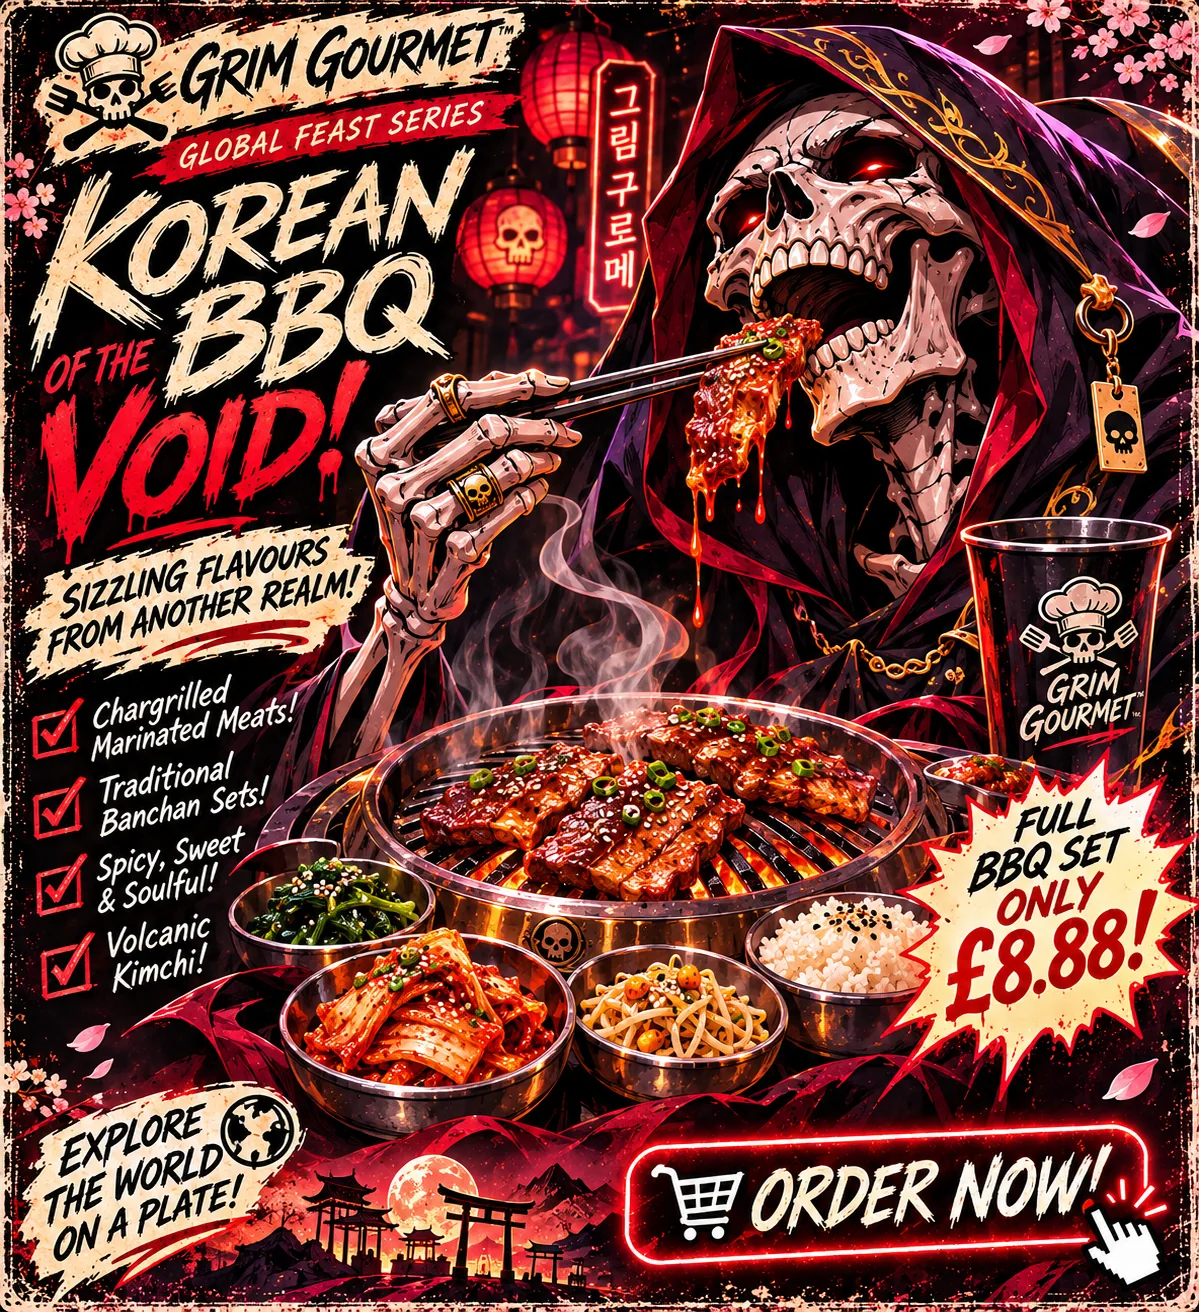 GRIM GOURMET™
GLOBAL FEAST SERIES
KOREAN
BBQ
OF THE
VOID!
그림구로메
SIZZLING FLAVOURS
FROM ANOTHER REALM!
Chargrilled
Marinated Meats!
Traditional
Banchan Sets!
Spicy, Sweet
& Soulful!
Volcanic
Kimchi!
GRIM
GOURMET™
FULL
BBQ SET
ONLY
£8.88!
EXPLORE
THE WORLD
ON A PLATE!
ORDER NOW!